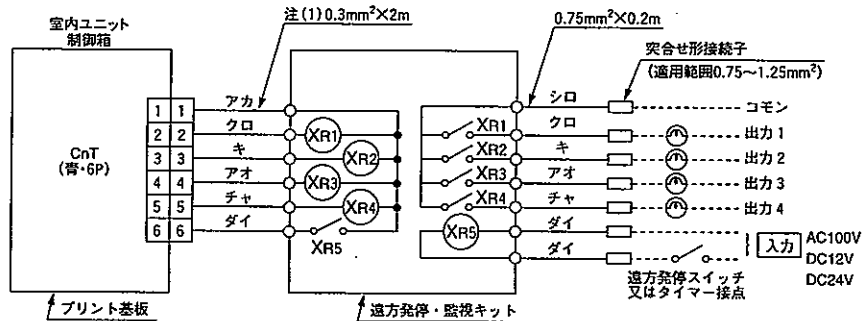 注(1)0.3mm²×2m
0.75mm²×0.2m
室内ユニット
制御箱
突合せ形接続子
(適用範囲0.75~1.25mm²)
CnT
(青・6P)
1 1 アカ
2 2 クロ
3 3 キ
4 4 アオ
5 5 チャ
6 6 ダイ
XR1
XR2
XR3
XR4
XR5
XR1
XR2
XR3
XR4
XR5
シロ コモン
クロ 出力1
キ 出力2
アオ 出力3
チャ 出力4
ダイ
ダイ
入力
AC100V
DC12V
DC24V
遠方発停スイッチ
又はタイマー接点
プリント基板
遠方発停・監視キット